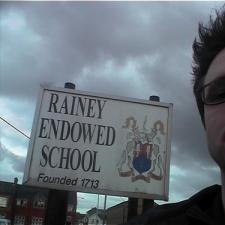 RAINEY
ENDOWED
SCHOOL
Founded 1713